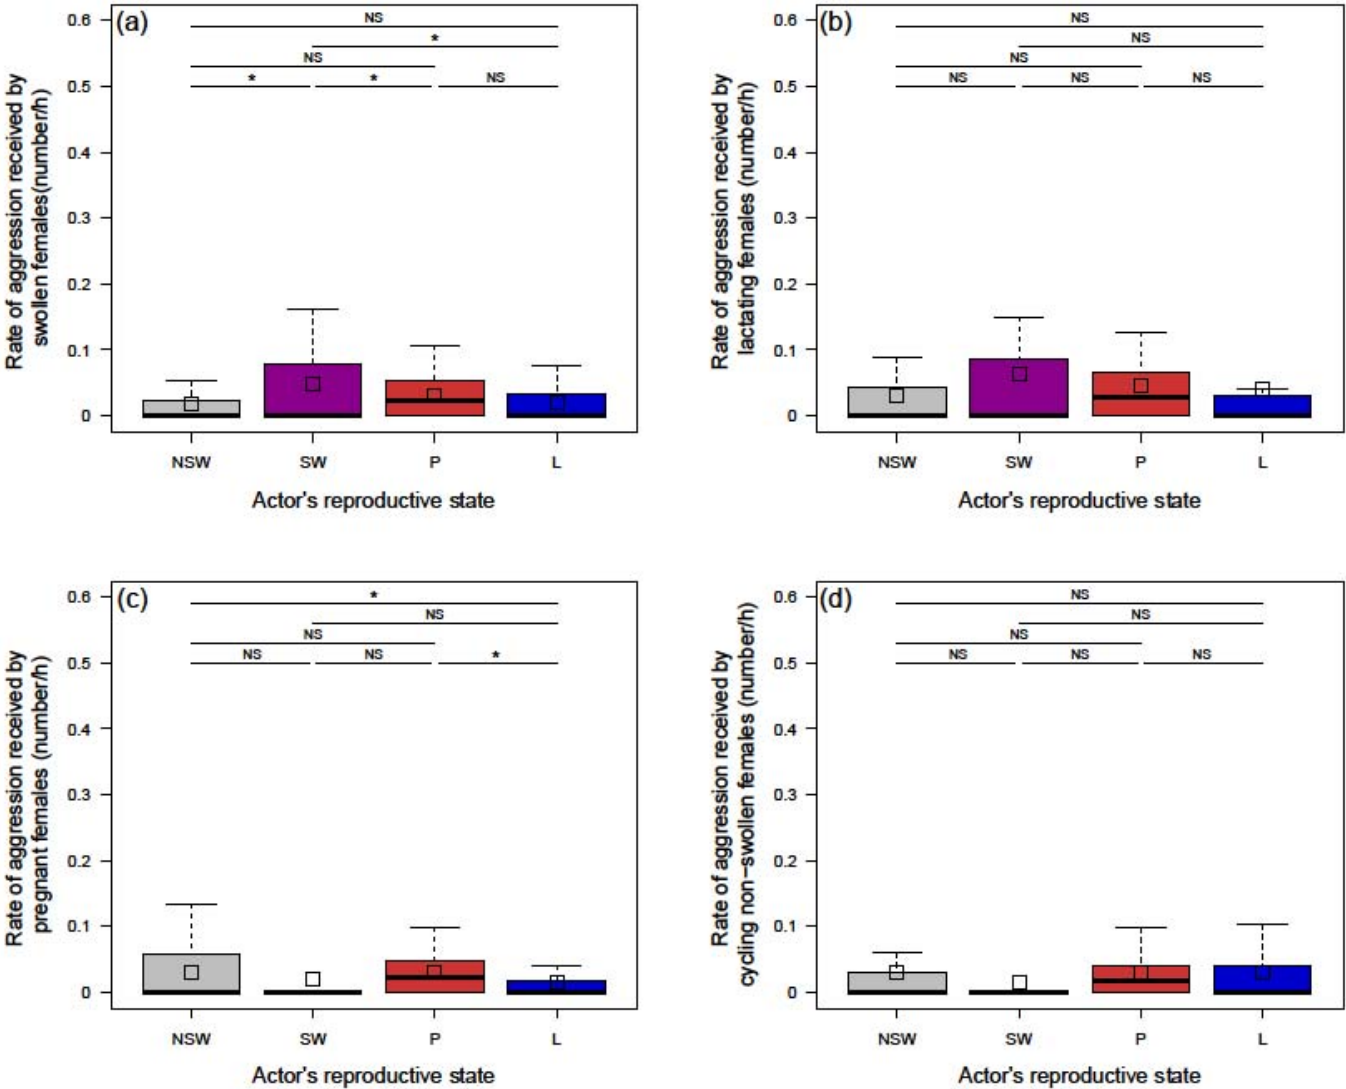 (a)
Rate of aggression received by
swollen females(number/h)
0.6
0.5
0.4
0.3
0.2
0.1
0
NS
*
NS
* * NS
NSW SW P L
Actor's reproductive state
(b)
Rate of aggression received by
lactating females (number/h)
0.6
0.5
0.4
0.3
0.2
0.1
0
NS
NS
NS
NS NS NS
NSW SW P L
Actor's reproductive state
(c)
Rate of aggression received by
pregnant females (number/h)
0.6
0.5
0.4
0.3
0.2
0.1
0
*
NS
NS
NS NS *
NSW SW P L
Actor's reproductive state
(d)
Rate of aggression received by
cycling non−swollen females (number/h)
0.6
0.5
0.4
0.3
0.2
0.1
0
NS
NS
NS
NS NS NS
NSW SW P L
Actor's reproductive state